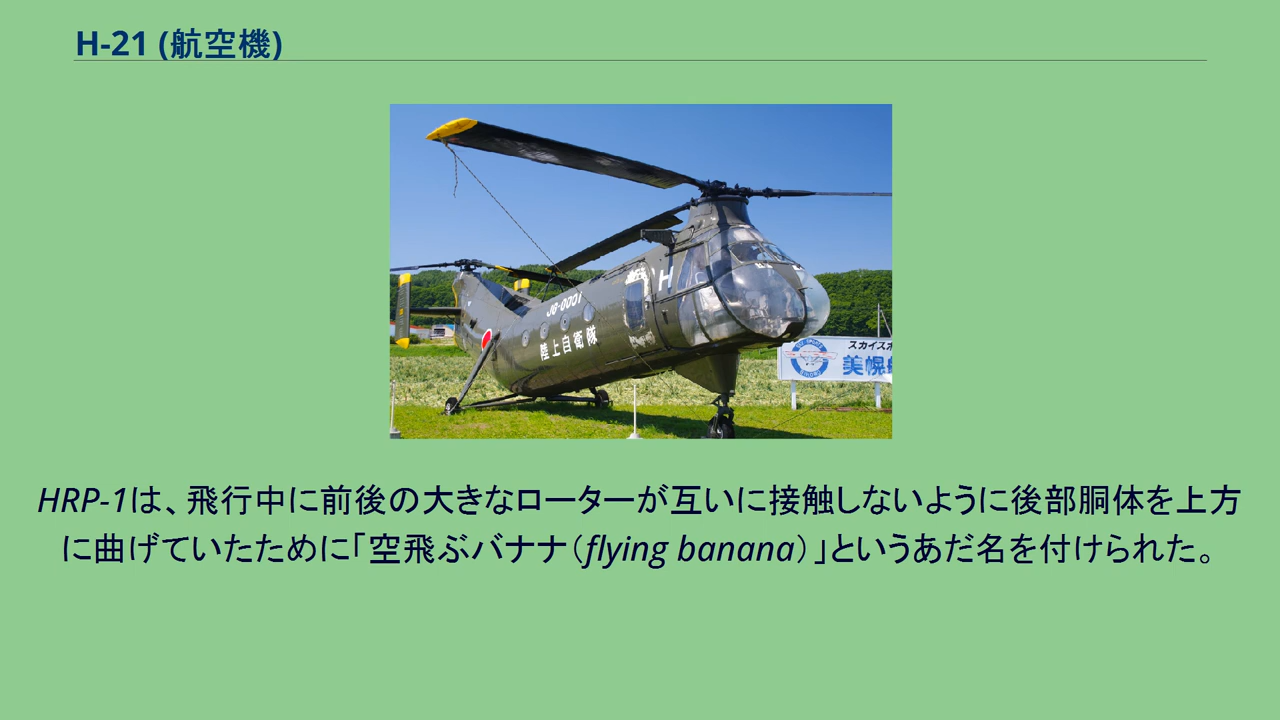 H-21 (航空機)
H
JG-0001
陸上自衛隊
スカイスポ
美幌
HRP-1は、飛行中に前後の大きなローターが互いに接触しないように後部胴体を上方
に曲げていたために「空飛ぶバナナ（flying banana）」というあだ名を付けられた。